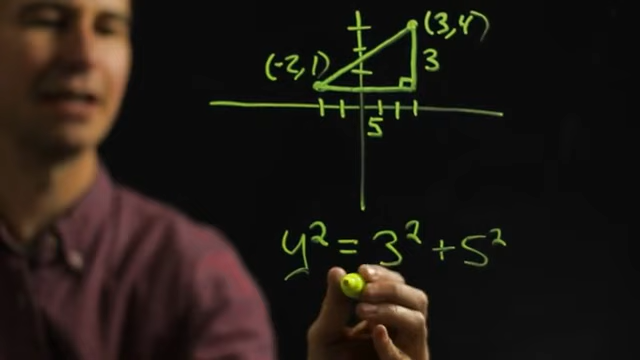 (3,4)
(-2,1)
3
5
y² = 3² + 5²